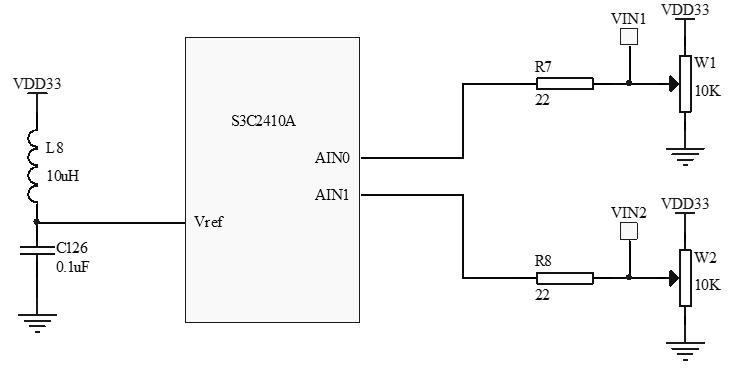 VDD33
L8
10uH
C126
0.1uF
S3C2410A
AIN0
AIN1
Vref
VIN1
VDD33
R7
22
W1
10K
VIN2
VDD33
R8
22
W2
10K